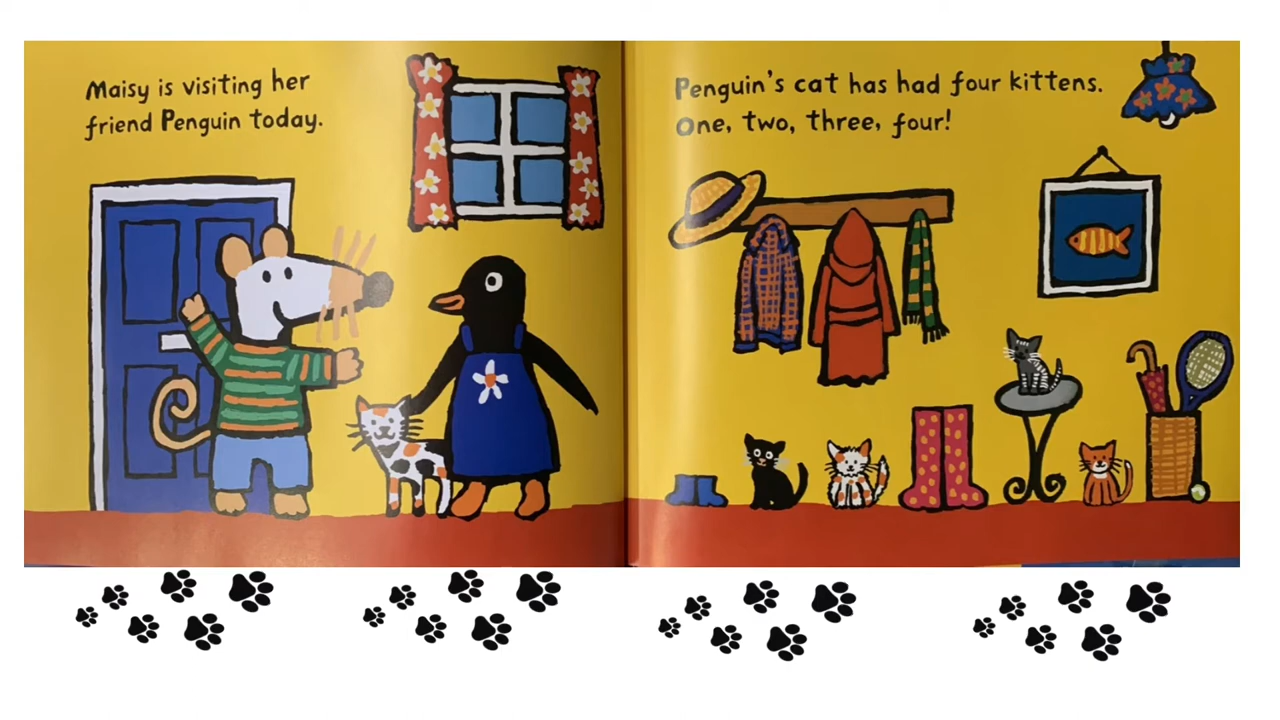 Maisy is visiting her
friend Penguin today.
Penguin's cat has had four kittens.
One, two, three, four!